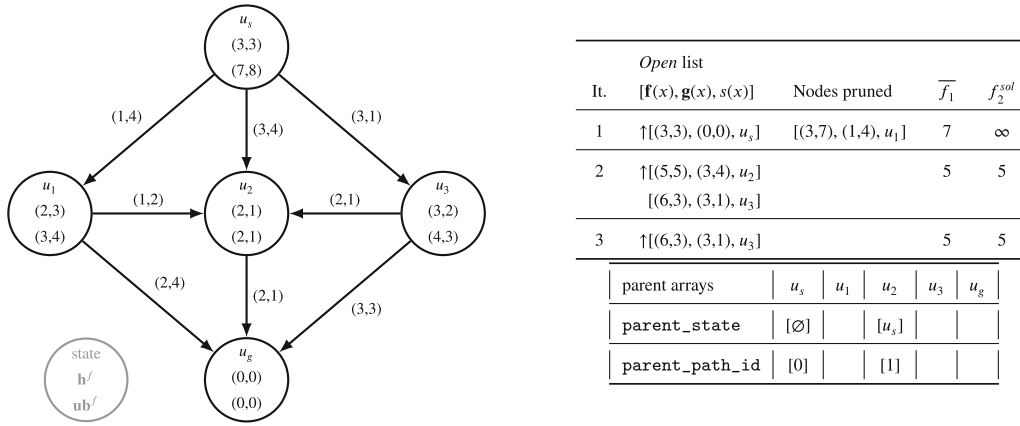 u_s
(3,3)
(7,8)
(1,4)
(3,4)
(3,1)
u_1
(2,3)
(3,4)
(1,2)
u_2
(2,1)
(2,1)
(2,1)
u_3
(3,2)
(4,3)
(2,4)
(2,1)
(3,3)
u_g
(0,0)
(0,0)
state
h^f
ub^f
Open list
It. [f(x), g(x), s(x)] Nodes pruned \overline{f_1} f_2^{sol}
1 ↑[(3,3), (0,0), u_s] [(3,7), (1,4), u_1] 7 ∞
2 ↑[(5,5), (3,4), u_2] 5 5
[(6,3), (3,1), u_3]
3 ↑[(6,3), (3,1), u_3] 5 5
parent arrays u_s u_1 u_2 u_3 u_g
parent_state [∅] [u_s]
parent_path_id [0] [1]